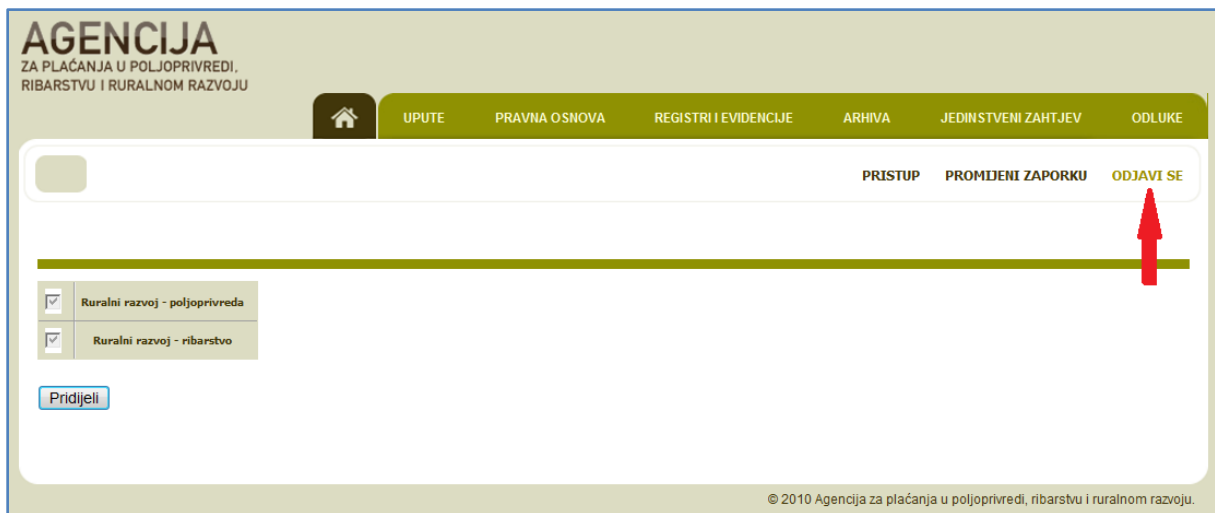 AGENCIJA
ZA PLAĆANJA U POLJOPRIVREDI,
RIBARSTVU I RURALNOM RAZVOJU
UPUTE PRAVNA OSNOVA REGISTRI I EVIDENCIJE ARHIVA JEDINSTVENI ZAHTJEV ODLUKE
PRISTUP PROMIJENI ZAPORKU ODJAVI SE
Ruralni razvoj - poljoprivreda
Ruralni razvoj - ribarstvo
Pridijeli
© 2010 Agencija za plaćanja u poljoprivredi, ribarstvu i ruralnom razvoju.